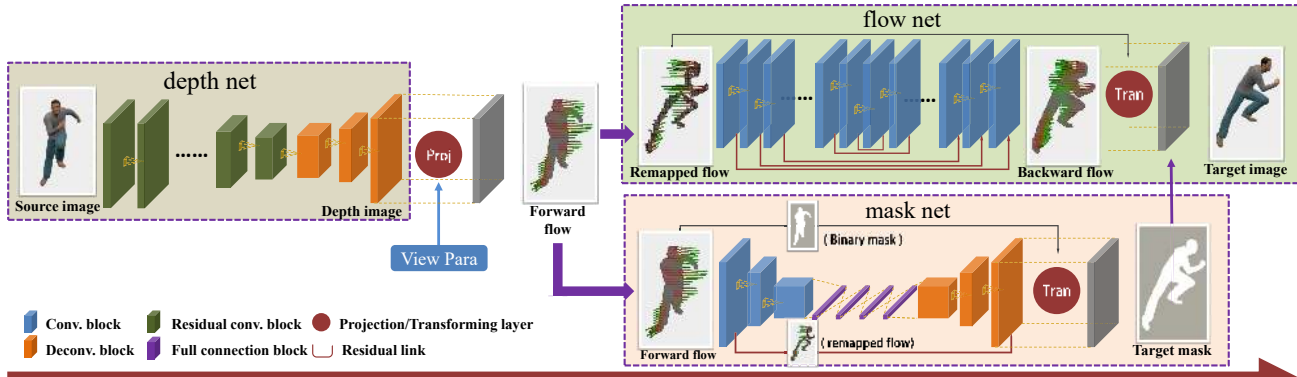 depth net
Source image
......
Depth image
Proj
View Para
Forward
flow
flow net
Remapped flow
......
......
Backward flow
Tran
Target image
mask net
( Binary mask )
Forward flow
( remapped flow)
Tran
Target mask
Conv. block
Residual conv. block
Projection/Transforming layer
Deconv. block
Full connection block
Residual link